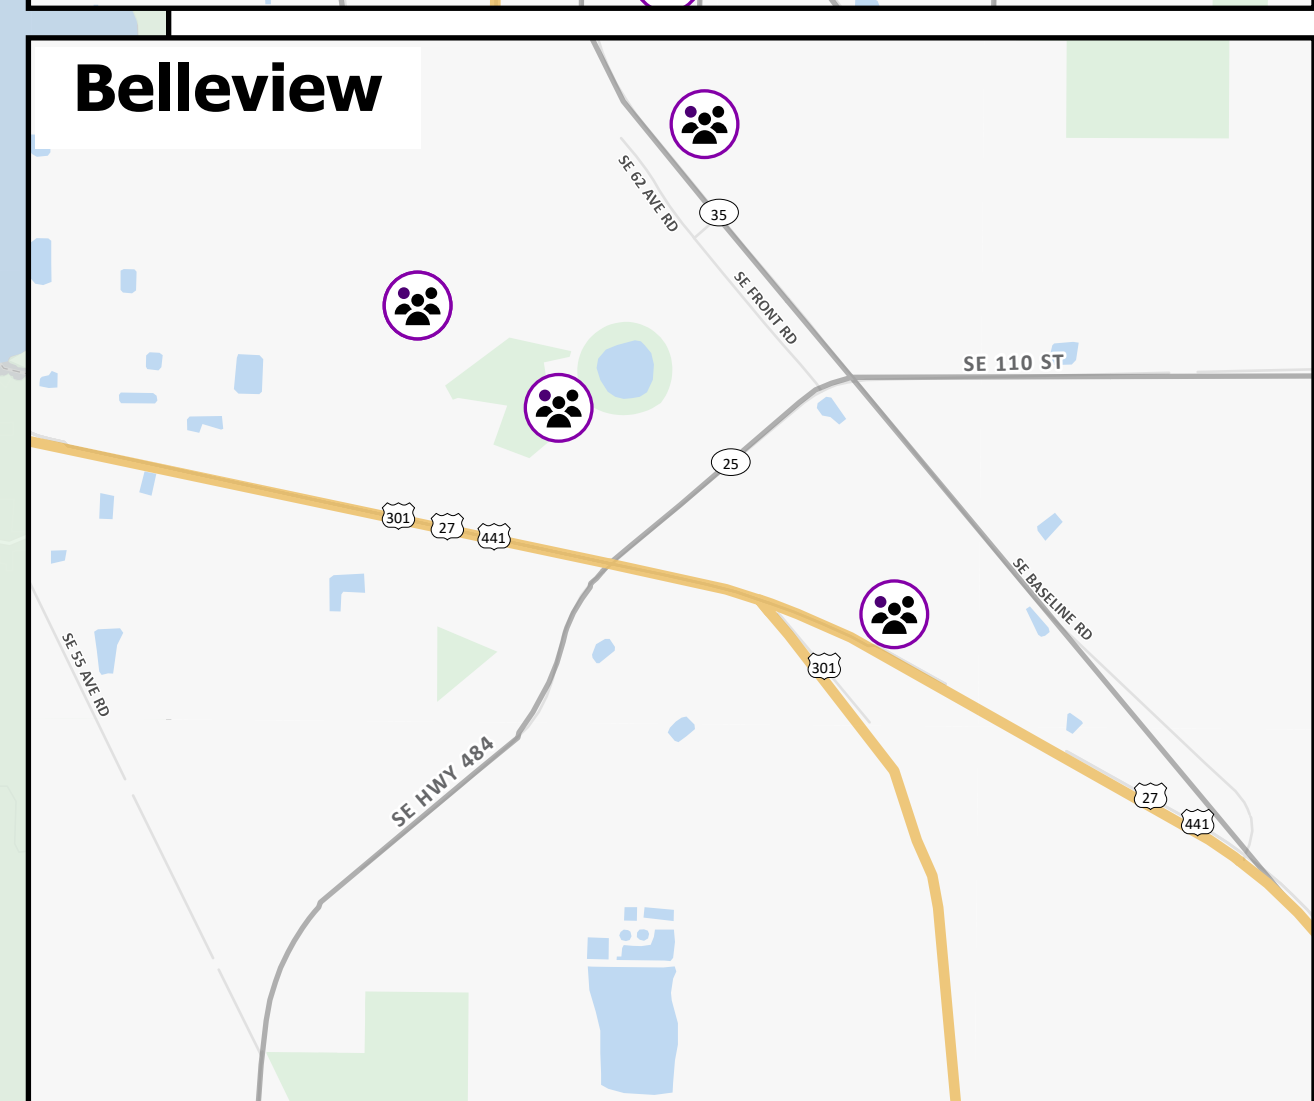 Belleview
SE 62 AVE RD
35
SE FRONT RD
SE 110 ST
25
301
27
441
SE BASELINE RD
301
SE 55 AVE RD
SE HWY 484
27
441